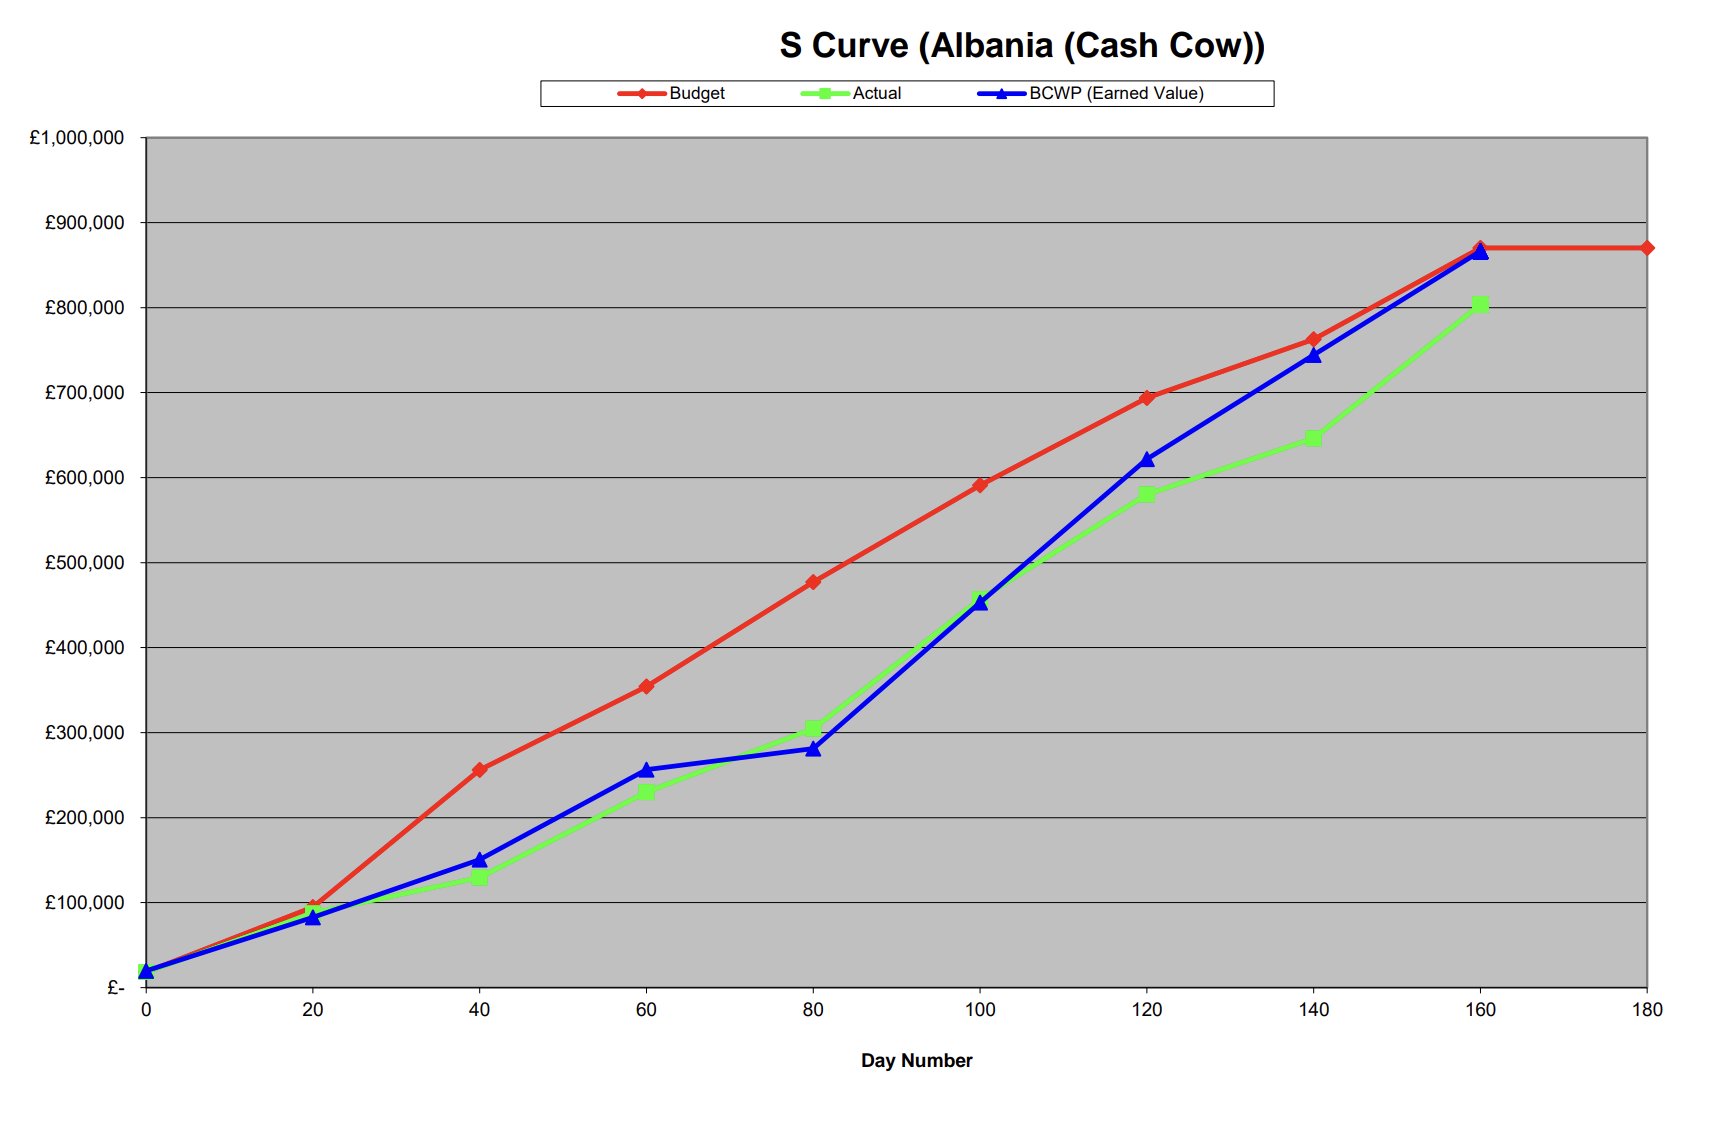 S Curve (Albania (Cash Cow))
Budget Actual BCWP (Earned Value)
£1,000,000
£900,000
£800,000
£700,000
£600,000
£500,000
£400,000
£300,000
£200,000
£100,000
£-
0 20 40 60 80 100 120 140 160 180
Day Number